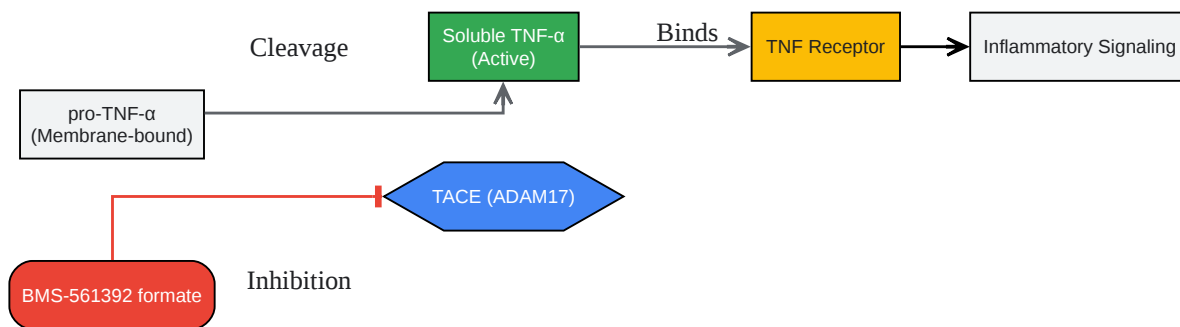 Cleavage
Soluble TNF-α
(Active)
Binds
TNF Receptor
Inflammatory Signaling
pro-TNF-α
(Membrane-bound)
TACE (ADAM17)
BMS-561392 formate
Inhibition